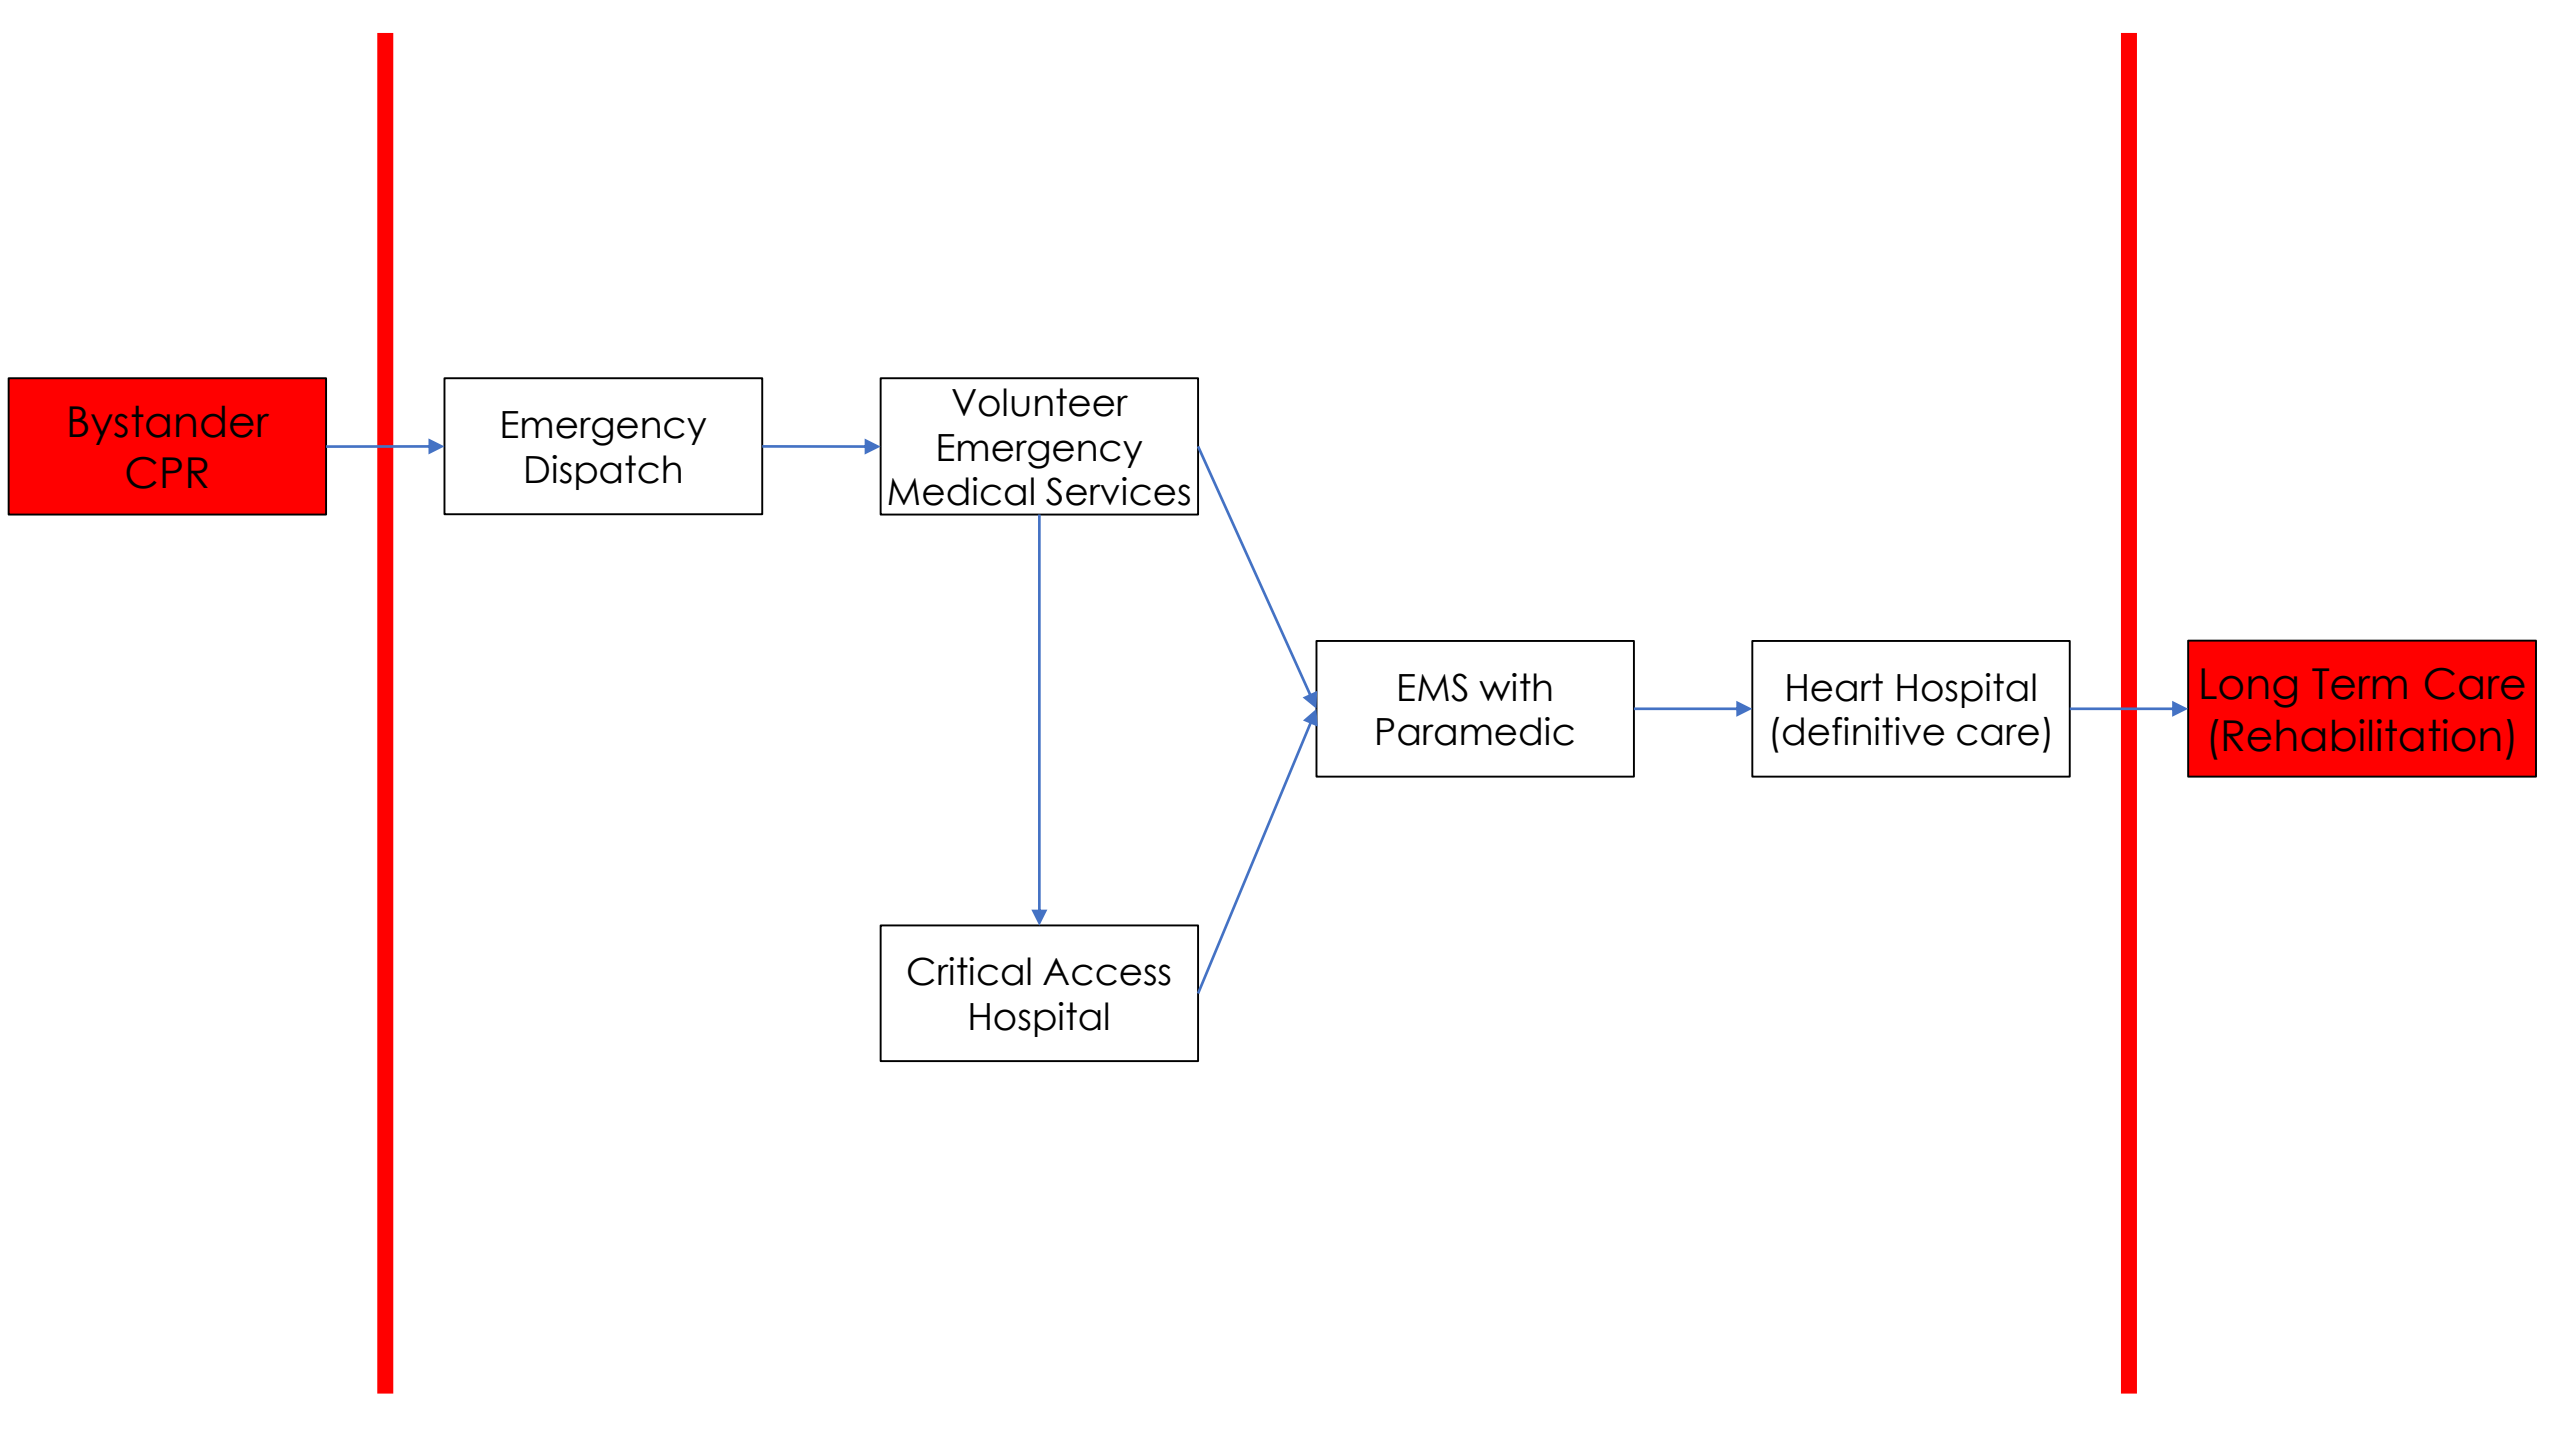 Bystander
CPR
Emergency
Dispatch
Volunteer
Emergency
Medical Services
Critical Access
Hospital
EMS with
Paramedic
Heart Hospital
(definitive care)
Long Term Care
(Rehabilitation)